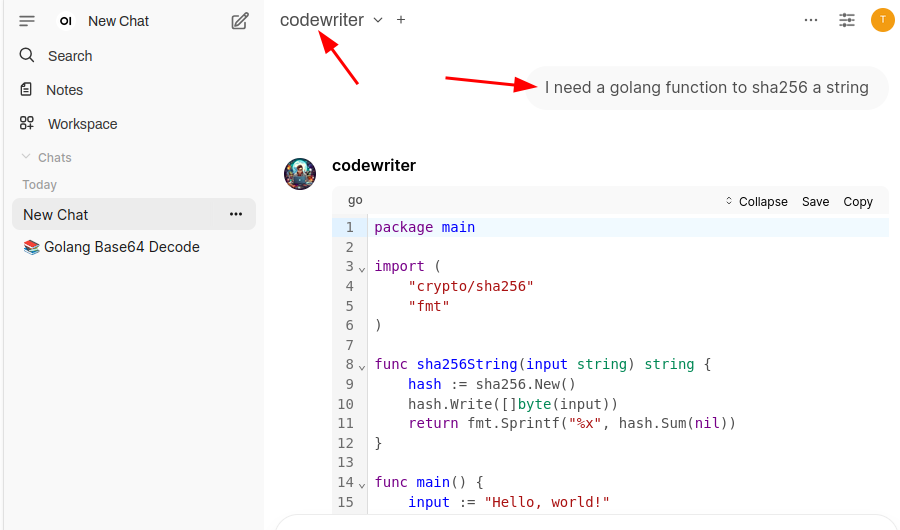 OI New Chat
codewriter
T
Search
Notes
Workspace
Chats
Today
New Chat
📚 Golang Base64 Decode
I need a golang function to sha256 a string
codewriter
go Collapse Save Copy
1 package main
2
3 import (
4     "crypto/sha256"
5     "fmt"
6 )
7
8 func sha256String(input string) string {
9     hash := sha256.New()
10     hash.Write([]byte(input))
11     return fmt.Sprintf("%x", hash.Sum(nil))
12 }
13
14 func main() {
15     input := "Hello, world!"